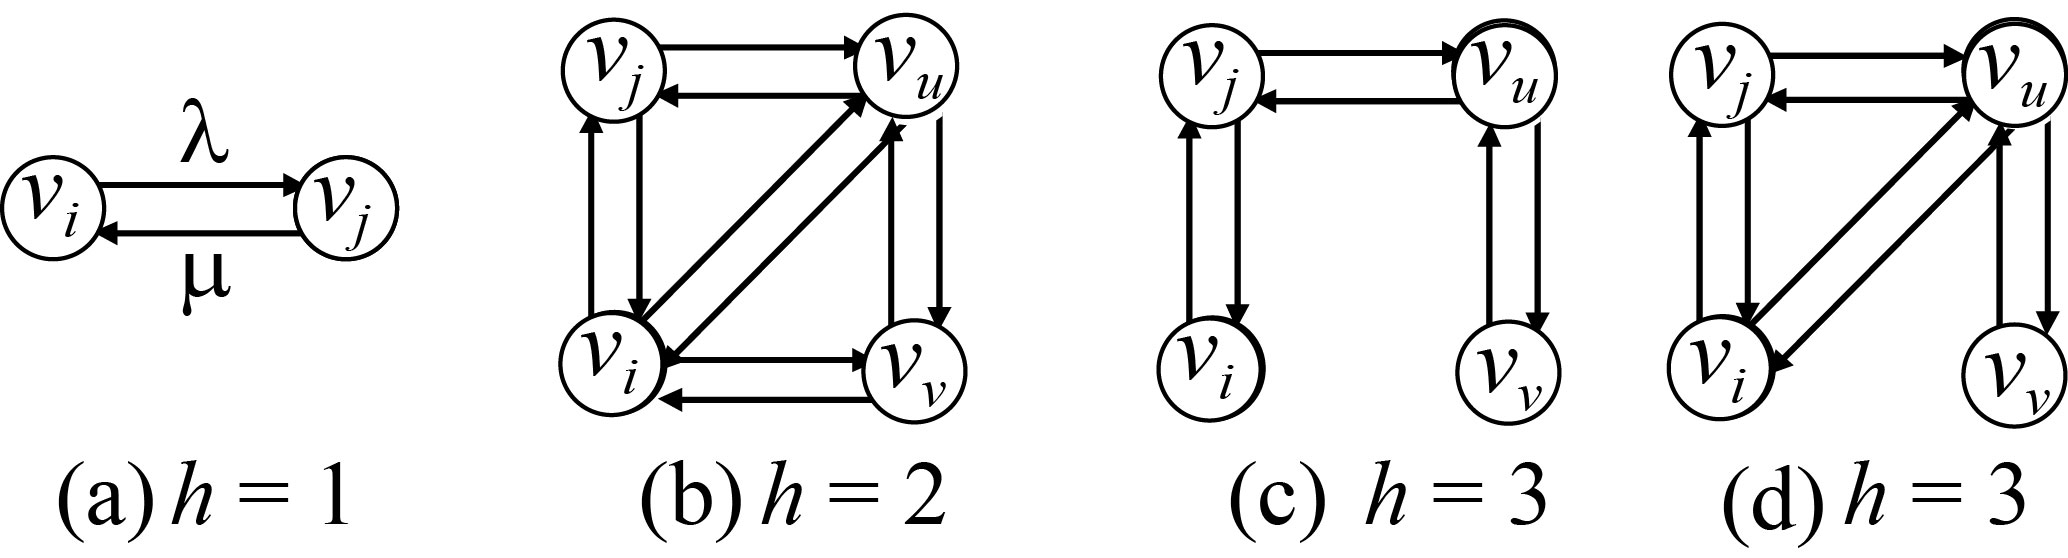 v_j v_u v_j v_u v_j v_u
λ
v_i v_j
μ
v_i v_v v_i v_v v_i v_v
(a) h = 1 (b) h = 2 (c) h = 3 (d) h = 3